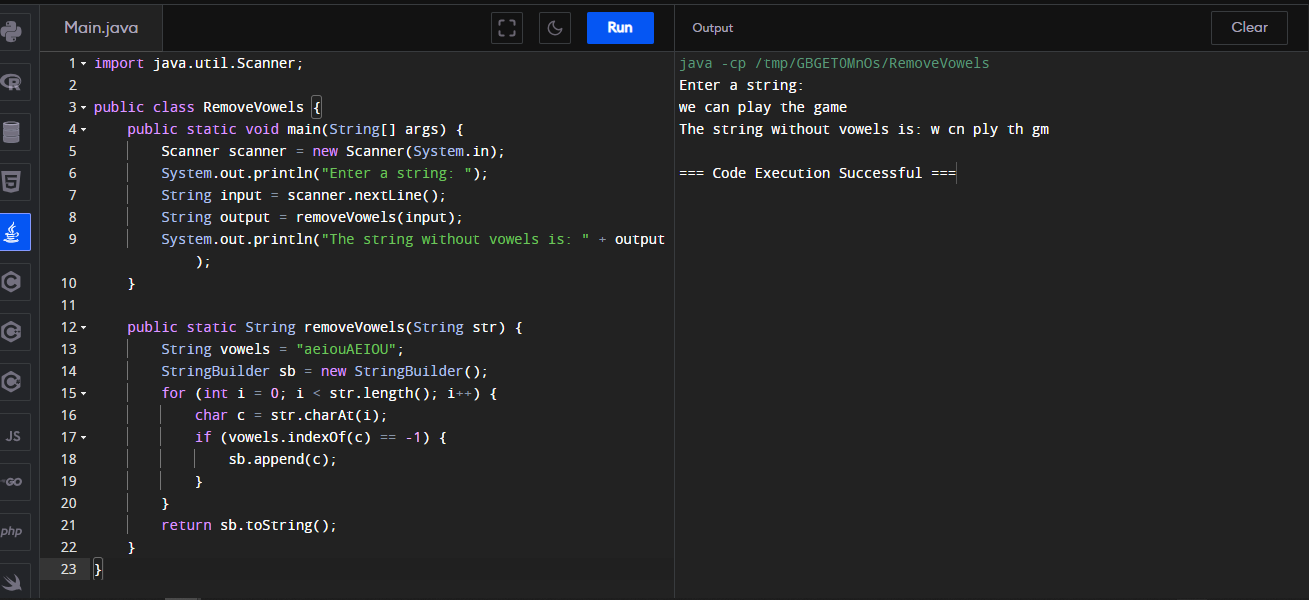 Main.java
Run
Output
Clear
1 import java.util.Scanner;
2
3 public class RemoveVowels {
4     public static void main(String[] args) {
5         Scanner scanner = new Scanner(System.in);
6         System.out.println("Enter a string: ");
7         String input = scanner.nextLine();
8         String output = removeVowels(input);
9         System.out.println("The string without vowels is: " + output
            );
10     }
11
12     public static String removeVowels(String str) {
13         String vowels = "aeiouAEIOU";
14         StringBuilder sb = new StringBuilder();
15         for (int i = 0; i < str.length(); i++) {
16             char c = str.charAt(i);
17             if (vowels.indexOf(c) == -1) {
18                 sb.append(c);
19             }
20         }
21         return sb.toString();
22     }
23 }
java -cp /tmp/GBGETOMnOs/RemoveVowels
Enter a string:
we can play the game
The string without vowels is: w cn ply th gm
=== Code Execution Successful ===
R
5
C
C
C
JS
GO
php